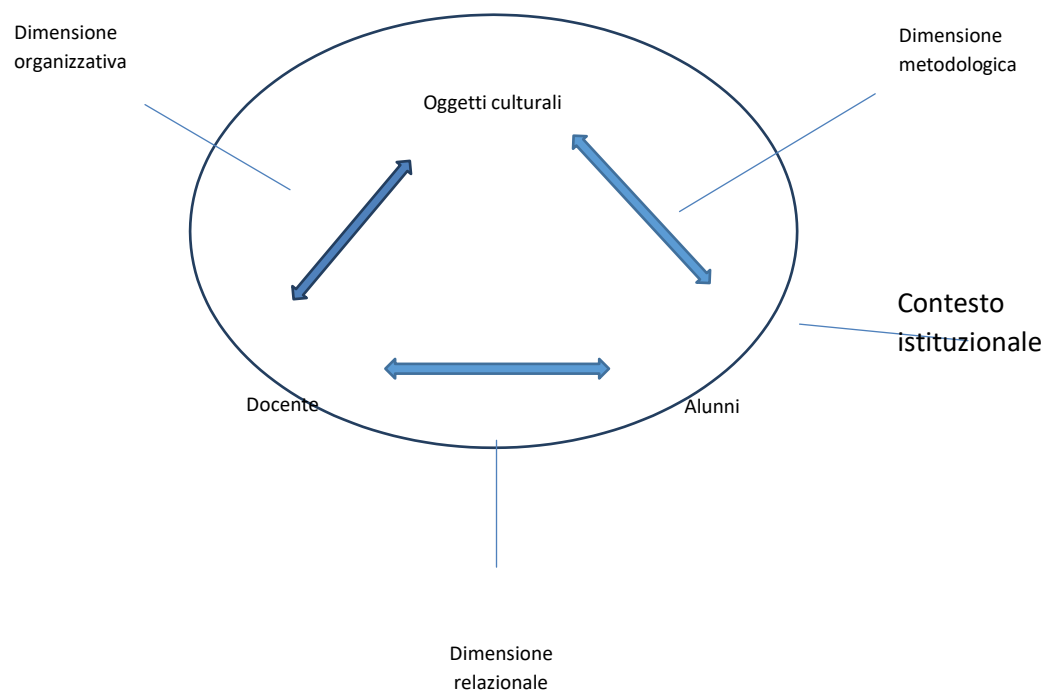 Dimensione
organizzativa
Dimensione
metodologica
Oggetti culturali
Contesto
istituzionale
Docente
Alunni
Dimensione
relazionale